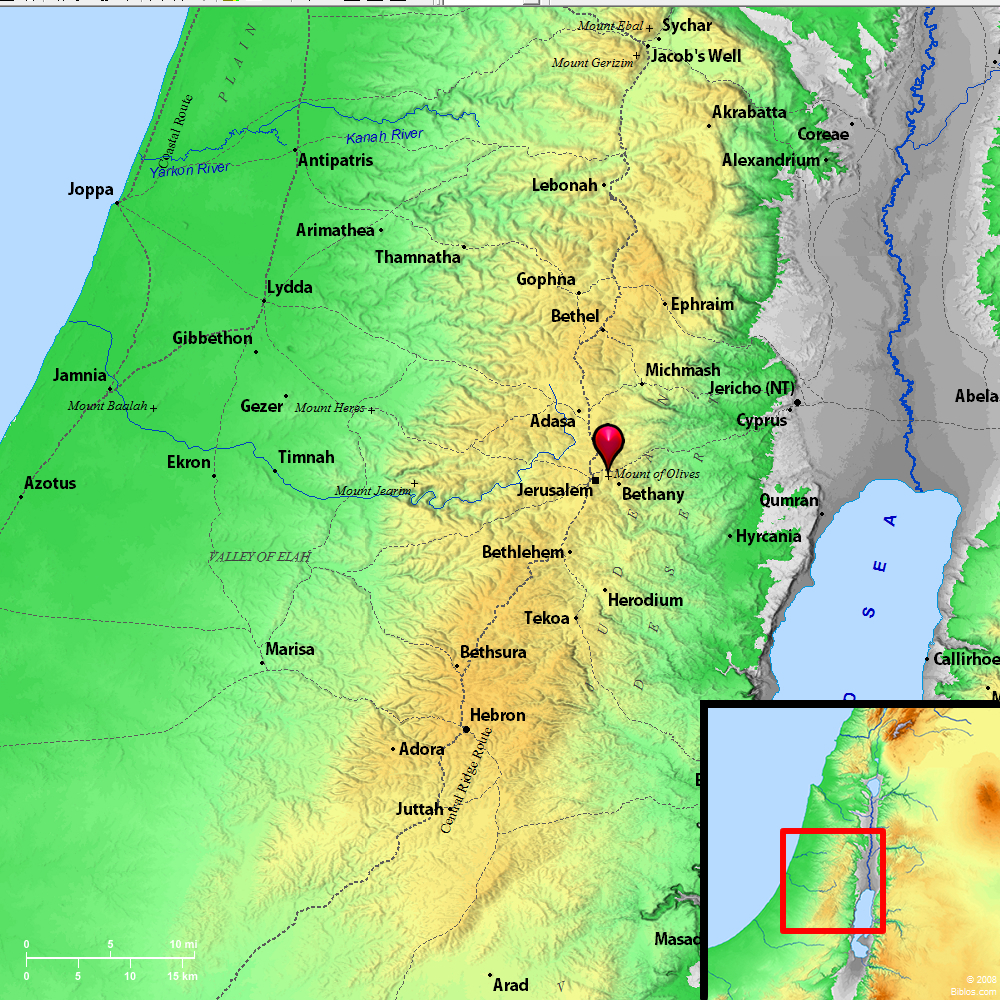 Mount Ebal
Sychar
Mount Gerizim
Jacob's Well
PLAIN
Coastal Route
Akrabatta
Coreae
Kanah River
Antipatris
Alexandrium
Yarkon River
Joppa
Lebonah
Arimathea
Thamnatha
Gophna
Lydda
Ephraim
Bethel
Gibbethon
Michmash
Jamnia
Jericho (NT)
Abela
Mount Baalah
Gezer
Mount Heres
Adasa
Cyprus
Ekron
Timnah
Mount of Olives
Azotus
Mount Jearim
Jerusalem
Bethany
Qumran
Hyrcania
VALLEY OF ELAH
Bethlehem
SEA
Herodium
Tekoa
JUD
DESER
Marisa
Bethsura
Callirhoe
Hebron
Adora
Central Ridge Route
Juttah
0 5 10 mi
0 5 10 15 km
Masad
Arad
© 2008
Biblos.com